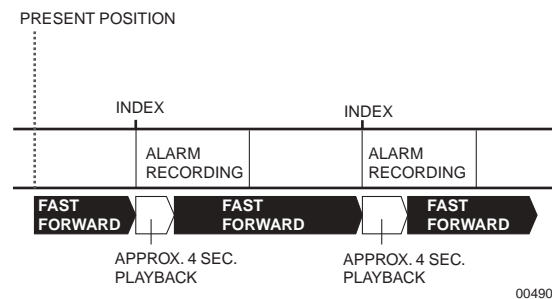 PRESENT POSITION
INDEX
INDEX
ALARM
RECORDING
ALARM
RECORDING
FAST
FORWARD
FAST
FORWARD
FAST
FORWARD
APPROX. 4 SEC.
PLAYBACK
APPROX. 4 SEC.
PLAYBACK
00490